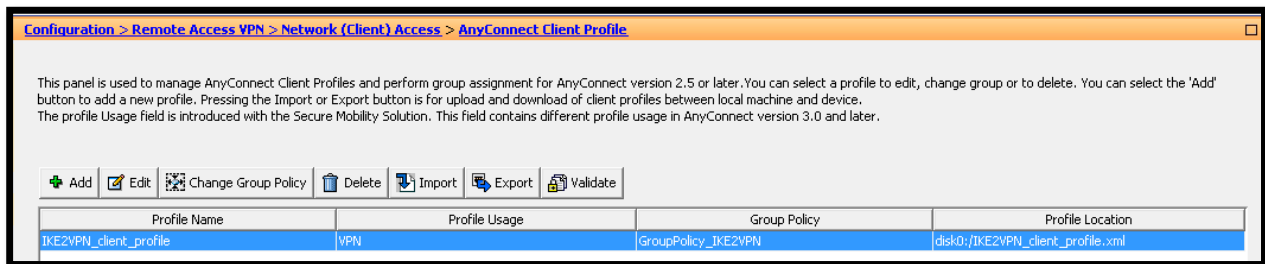 Configuration > Remote Access VPN > Network (Client) Access > AnyConnect Client Profile
This panel is used to manage AnyConnect Client Profiles and perform group assignment for AnyConnect version 2.5 or later.You can select a profile to edit, change group or to delete. You can select the 'Add'
button to add a new profile. Pressing the Import or Export button is for upload and download of client profiles between local machine and device.
The profile Usage field is introduced with the Secure Mobility Solution. This field contains different profile usage in AnyConnect version 3.0 and later.
Add Edit Change Group Policy Delete Import Export Validate
Profile Name Profile Usage Group Policy Profile Location
IKE2VPN_client_profile VPN GroupPolicy_IKE2VPN disk0:/IKE2VPN_client_profile.xml